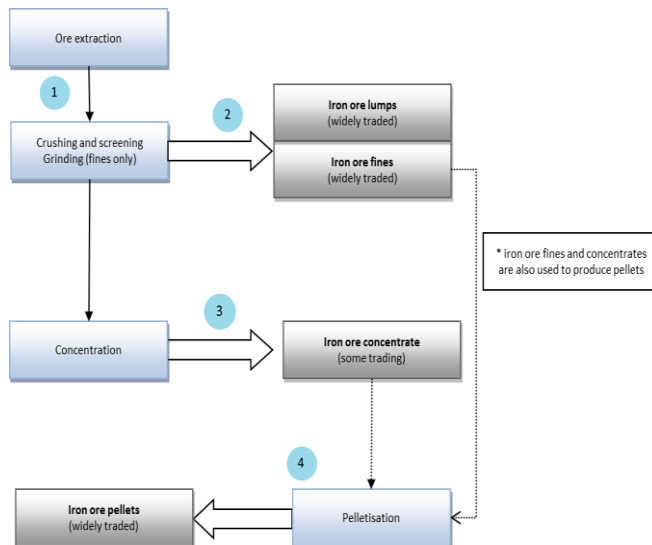 Ore extraction
1
2
Iron ore lumps
(widely traded)
Crushing and screening
Grinding (fines only)
Iron ore fines
(widely traded)
* iron ore fines and concentrates
are also used to produce pellets
3
Concentration
Iron ore concentrate
(some trading)
4
Iron ore pellets
(widely traded)
Pelletisation